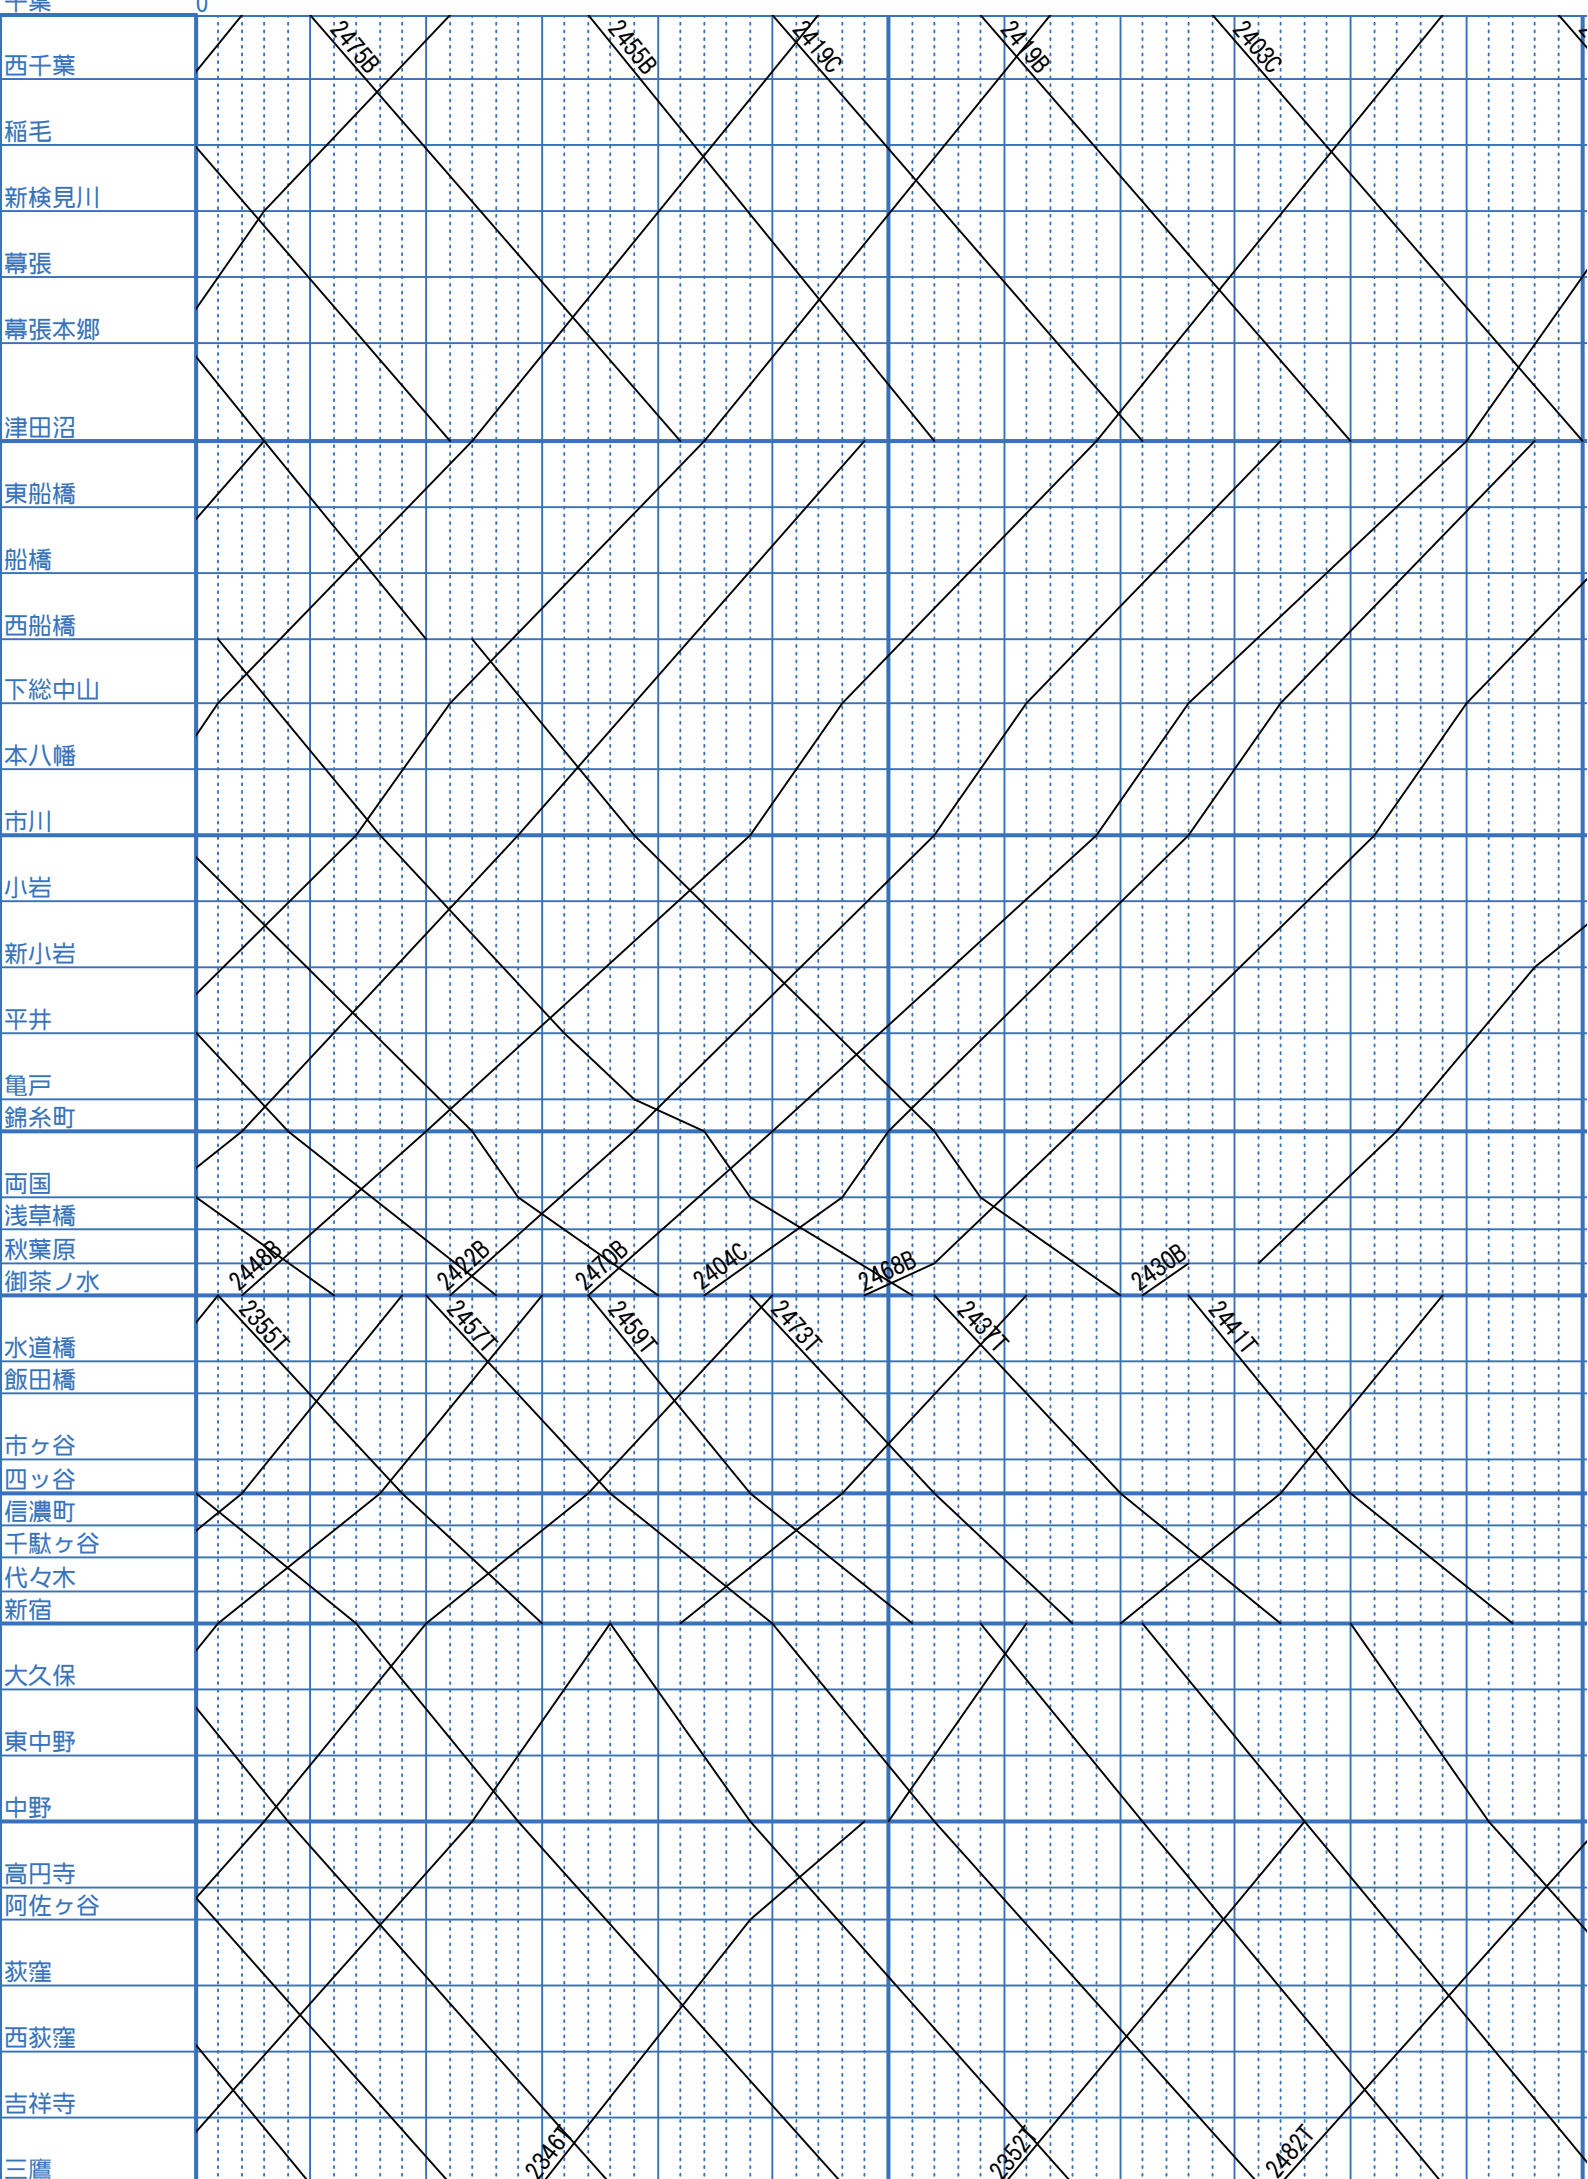 千葉 0
2475B 2455B 2419C 2419B 2403C
西千葉
稲毛
新検見川
幕張
幕張本郷
津田沼
東船橋
船橋
西船橋
下総中山
本八幡
市川
小岩
新小岩
平井
亀戸
錦糸町
両国
浅草橋
秋葉原
2448B 2422B 2470B 2404C 2468B 2430B
御茶ノ水
2355T 2457T 2459T 2473T 2437T 2441T
水道橋
飯田橋
市ヶ谷
四ッ谷
信濃町
千駄ヶ谷
代々木
新宿
大久保
東中野
中野
高円寺
阿佐ヶ谷
荻窪
西荻窪
吉祥寺
2346T 2352T 2482T
三鷹